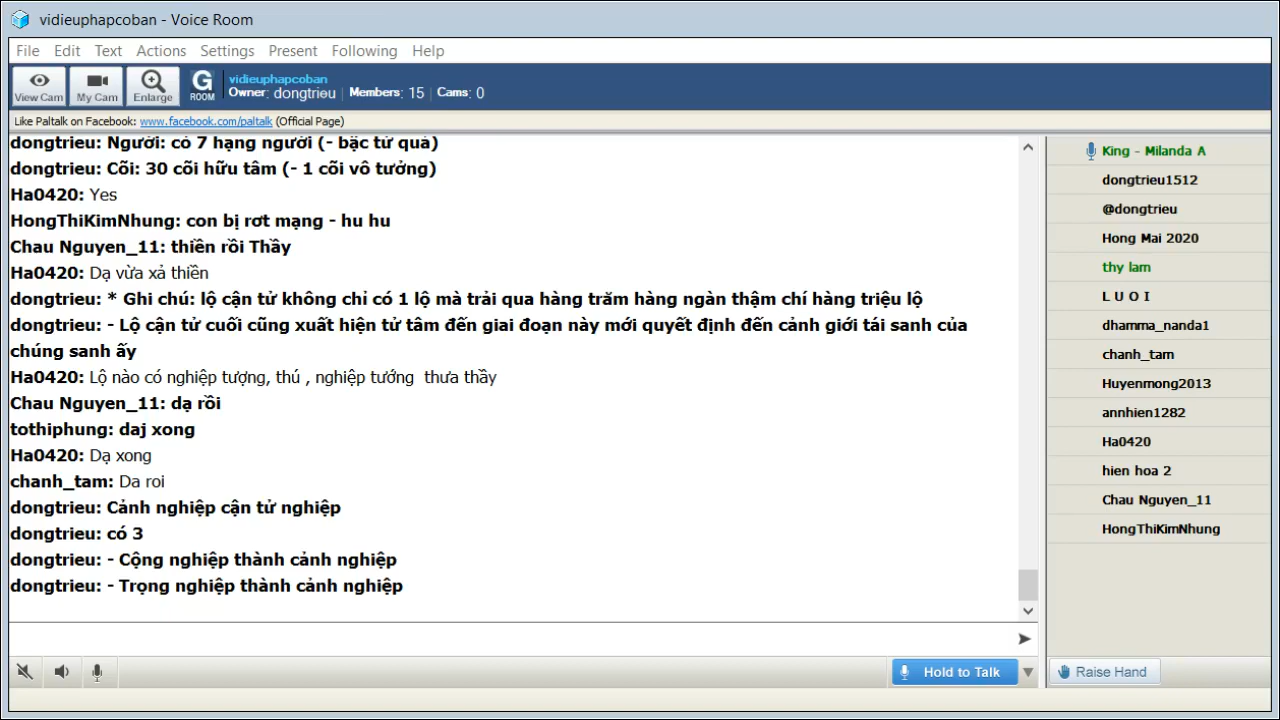 vidieuphapcoban - Voice Room
File Edit Text Actions Settings Present Following Help
View Cam My Cam Enlarge G ROOM vidieuphapcoban
Owner: dongtrieu Members: 15 Cams: 0
Like Paltalk on Facebook: www.facebook.com/paltalk (Official Page)
dongtrieu: Người: có 7 hạng người (- bậc tứ quả)
dongtrieu: Cõi: 30 cõi hữu tâm (- 1 cõi vô tưởng)
Ha0420: Yes
HongThiKimNhung: con bị rơt mạng - hu hu
Chau Nguyen_11: thiền rồi Thầy
Ha0420: Dạ vừa xả thiền
dongtrieu: * Ghi chú: lộ cận tử không chỉ có 1 lộ mà trải qua hàng trăm hàng ngàn thậm chí hàng triệu lộ
dongtrieu: - Lộ cận tử cuối cũng xuất hiện tử tâm đến giai đoạn này mới quyết định đến cảnh giới tái sanh của
chúng sanh ấy
Ha0420: Lộ nào có nghiệp tượng, thú , nghiệp tướng thưa thầy
Chau Nguyen_11: dạ rồi
tothiphung: daj xong
Ha0420: Dạ xong
chanh_tam: Da roi
dongtrieu: Cảnh nghiệp cận tử nghiệp
dongtrieu: có 3
dongtrieu: - Cộng nghiệp thành cảnh nghiệp
dongtrieu: - Trọng nghiệp thành cảnh nghiệp
King - Milanda A
dongtrieu1512
@dongtrieu
Hong Mai 2020
thy lam
L U O I
dhamma_nanda1
chanh_tam
Huyenmong2013
annhien1282
Ha0420
hien hoa 2
Chau Nguyen_11
HongThiKimNhung
Hold to Talk
Raise Hand